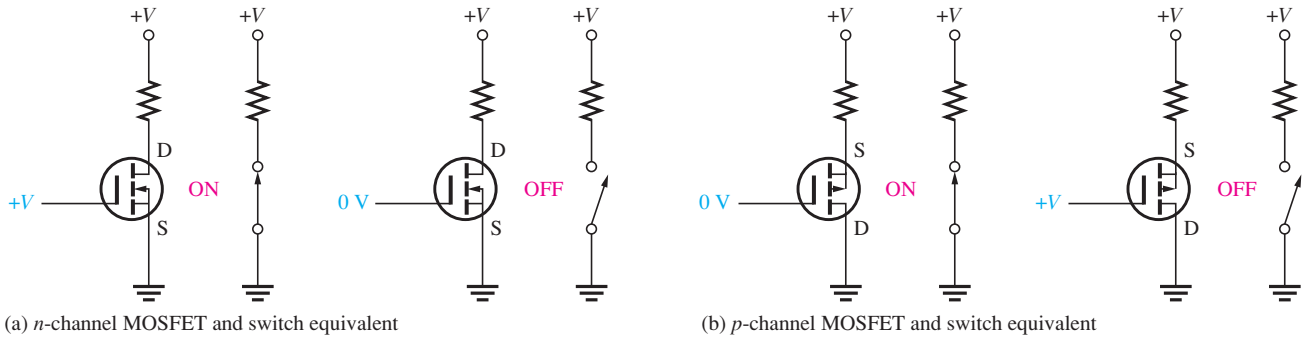 +V +V +V +V +V +V +V +V
D D S S
ON OFF ON OFF
+V 0 V 0 V +V
S S D D
(a) n-channel MOSFET and switch equivalent (b) p-channel MOSFET and switch equivalent